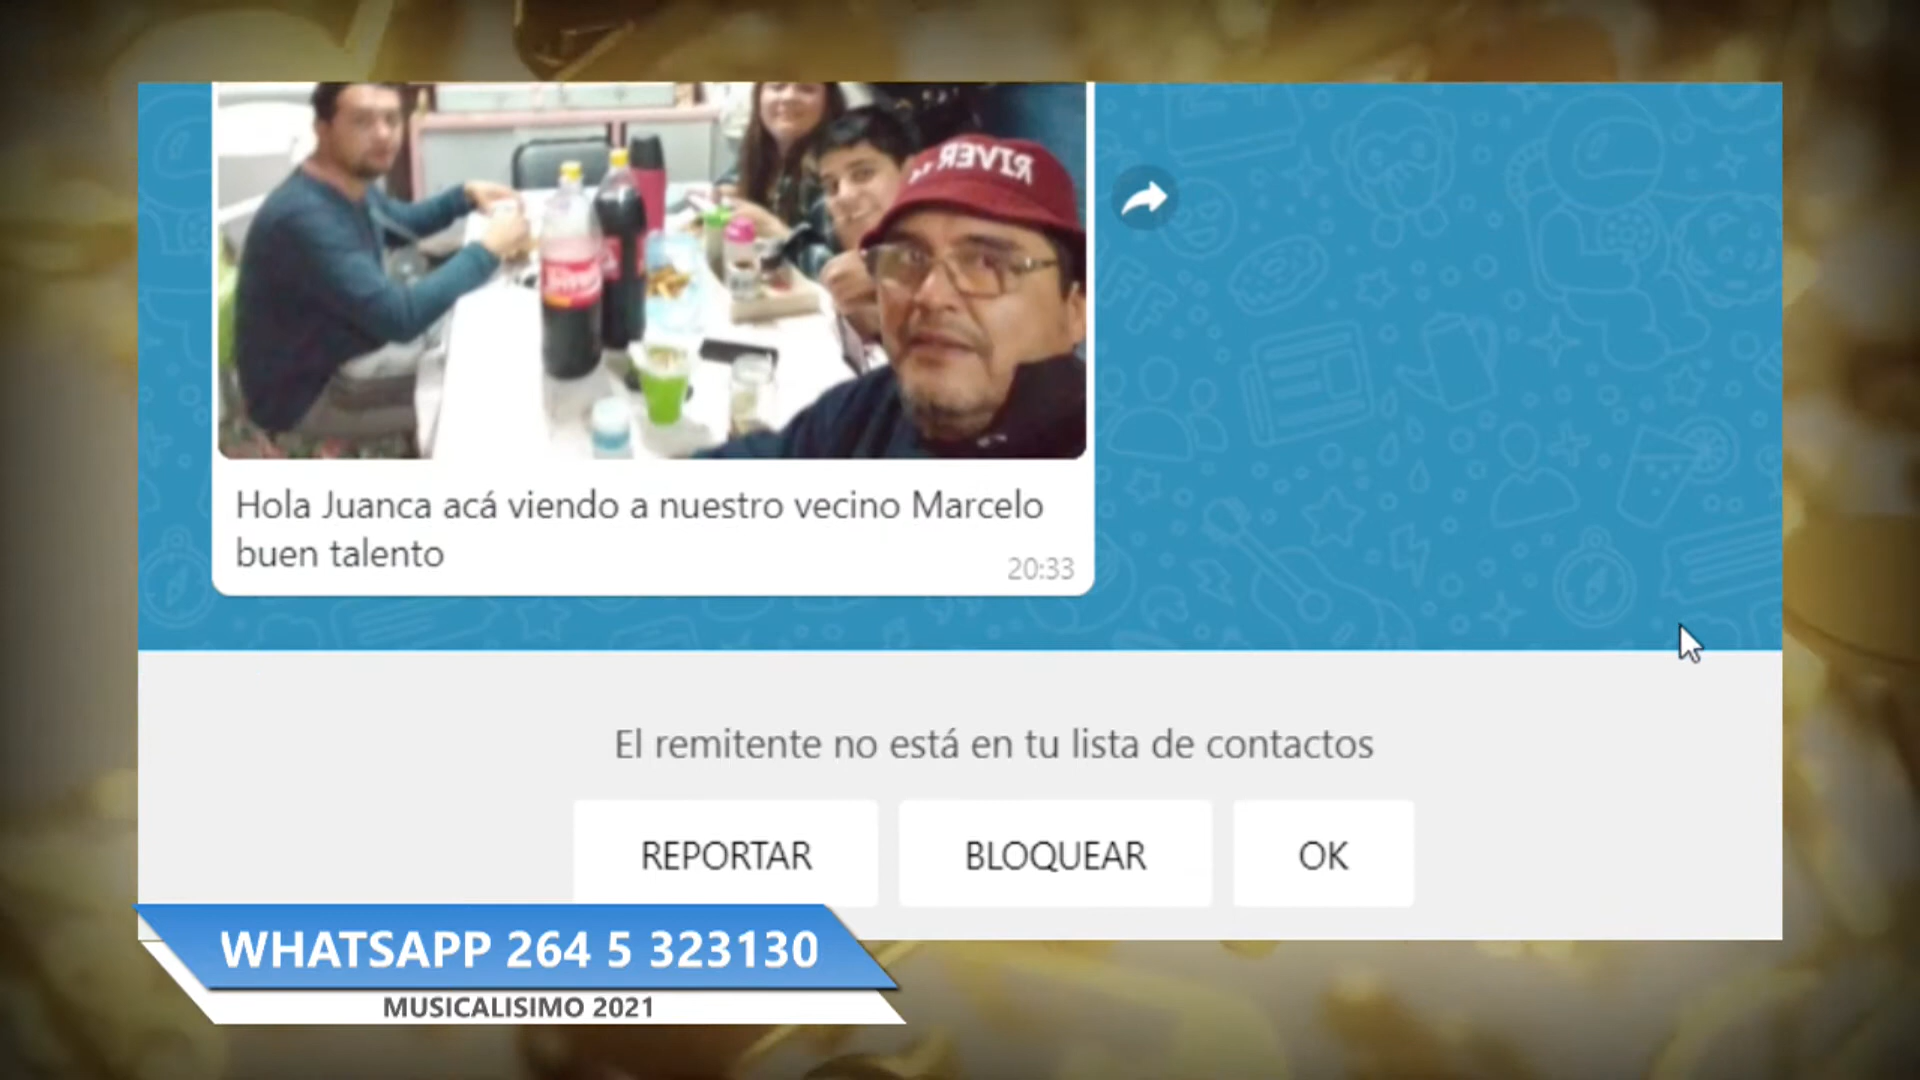 RIVER
Hola Juanca acá viendo a nuestro vecino Marcelo
buen talento
20:33
El remitente no está en tu lista de contactos
REPORTAR
BLOQUEAR
OK
WHATSAPP 264 5 323130
MUSICALISIMO 2021